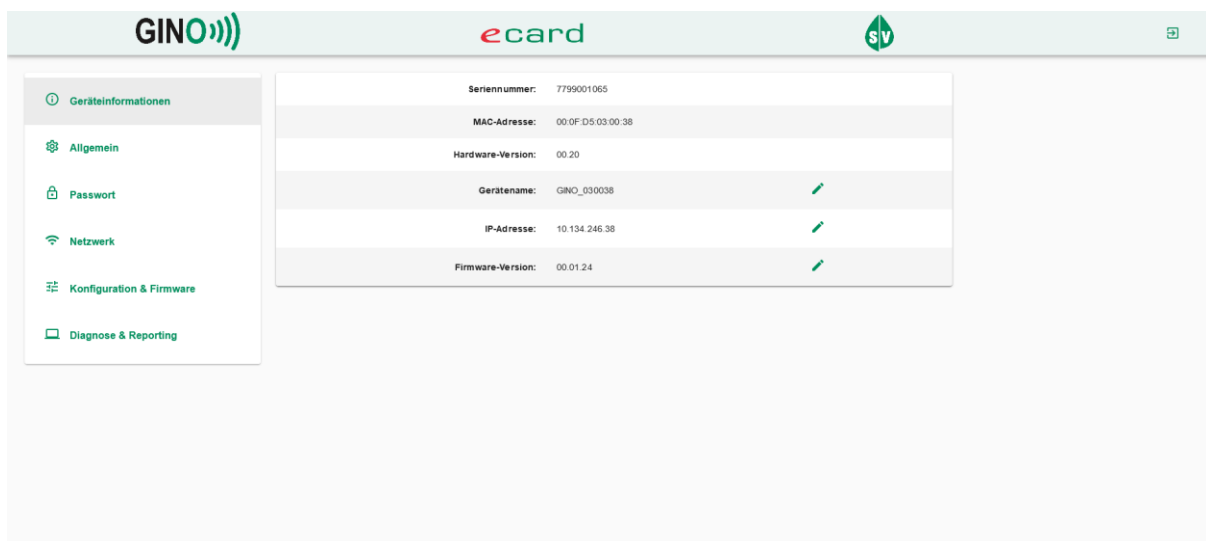 GINO
ecard
SV
Geräteinformationen
Allgemein
Passwort
Netzwerk
Konfiguration & Firmware
Diagnose & Reporting
Seriennummer: 7799001065
MAC-Adresse: 00:0F:D5:03:00:38
Hardware-Version: 00.20
Gerätename: GINO_030038
IP-Adresse: 10.134.246.38
Firmware-Version: 00.01.24